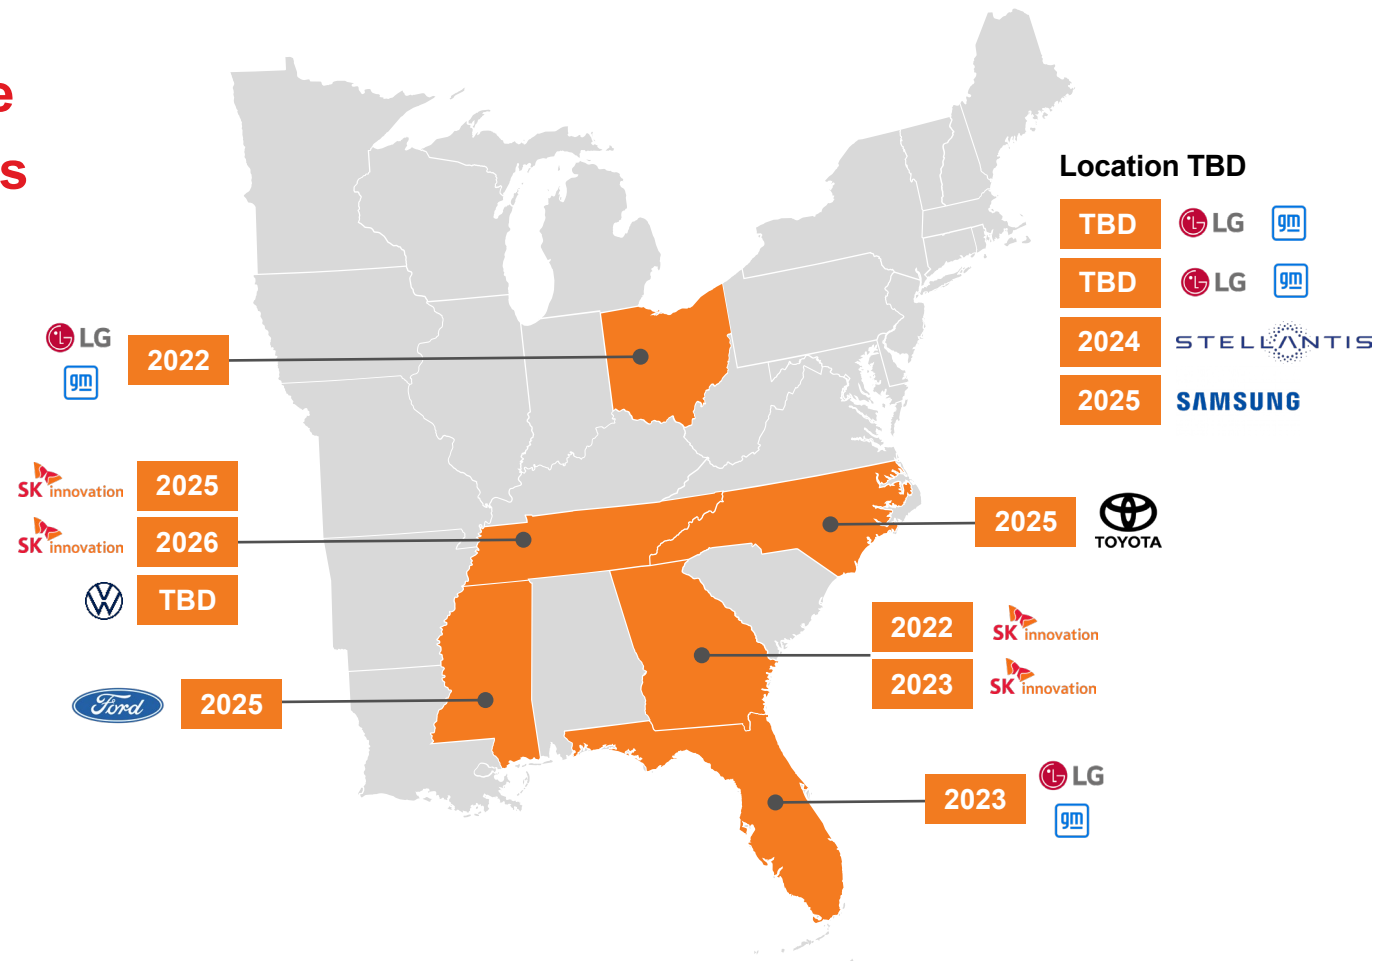 e
s
Location TBD
TBD LG gm
TBD LG gm
2024 STELLANTIS
2025 SAMSUNG
LG
gm
2022
SK innovation 2025
SK innovation 2026
VW TBD
Ford 2025
2025 TOYOTA
2022 SK innovation
2023 SK innovation
2023 LG
gm